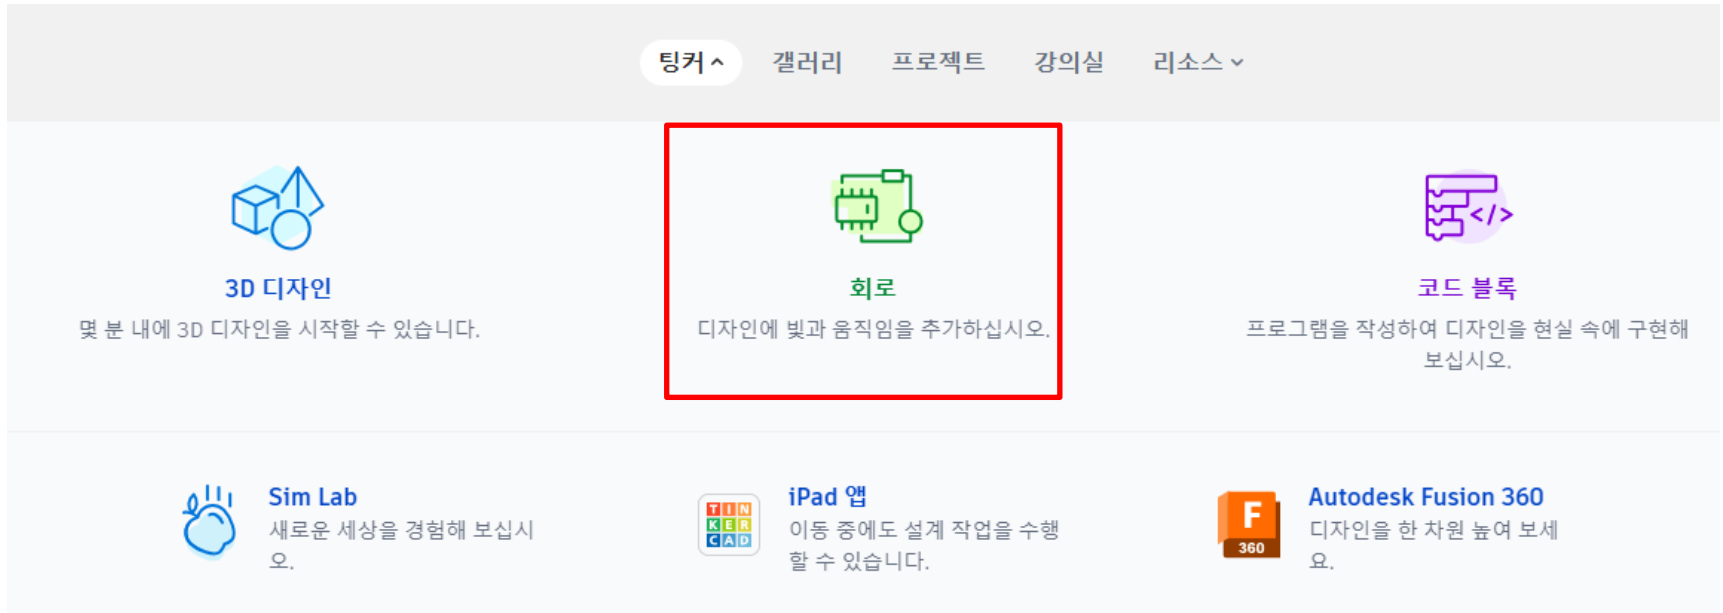 팅커 갤러리 프로젝트 강의실 리소스
3D 디자인
몇 분 내에 3D 디자인을 시작할 수 있습니다.
회로
디자인에 빛과 움직임을 추가하십시오.
코드 블록
프로그램을 작성하여 디자인을 현실 속에 구현해
보십시오.
Sim Lab
새로운 세상을 경험해 보십시
오.
TIN
KER
CAD
iPad 앱
이동 중에도 설계 작업을 수행
할 수 있습니다.
F
360
Autodesk Fusion 360
디자인을 한 차원 높여 보세
요.